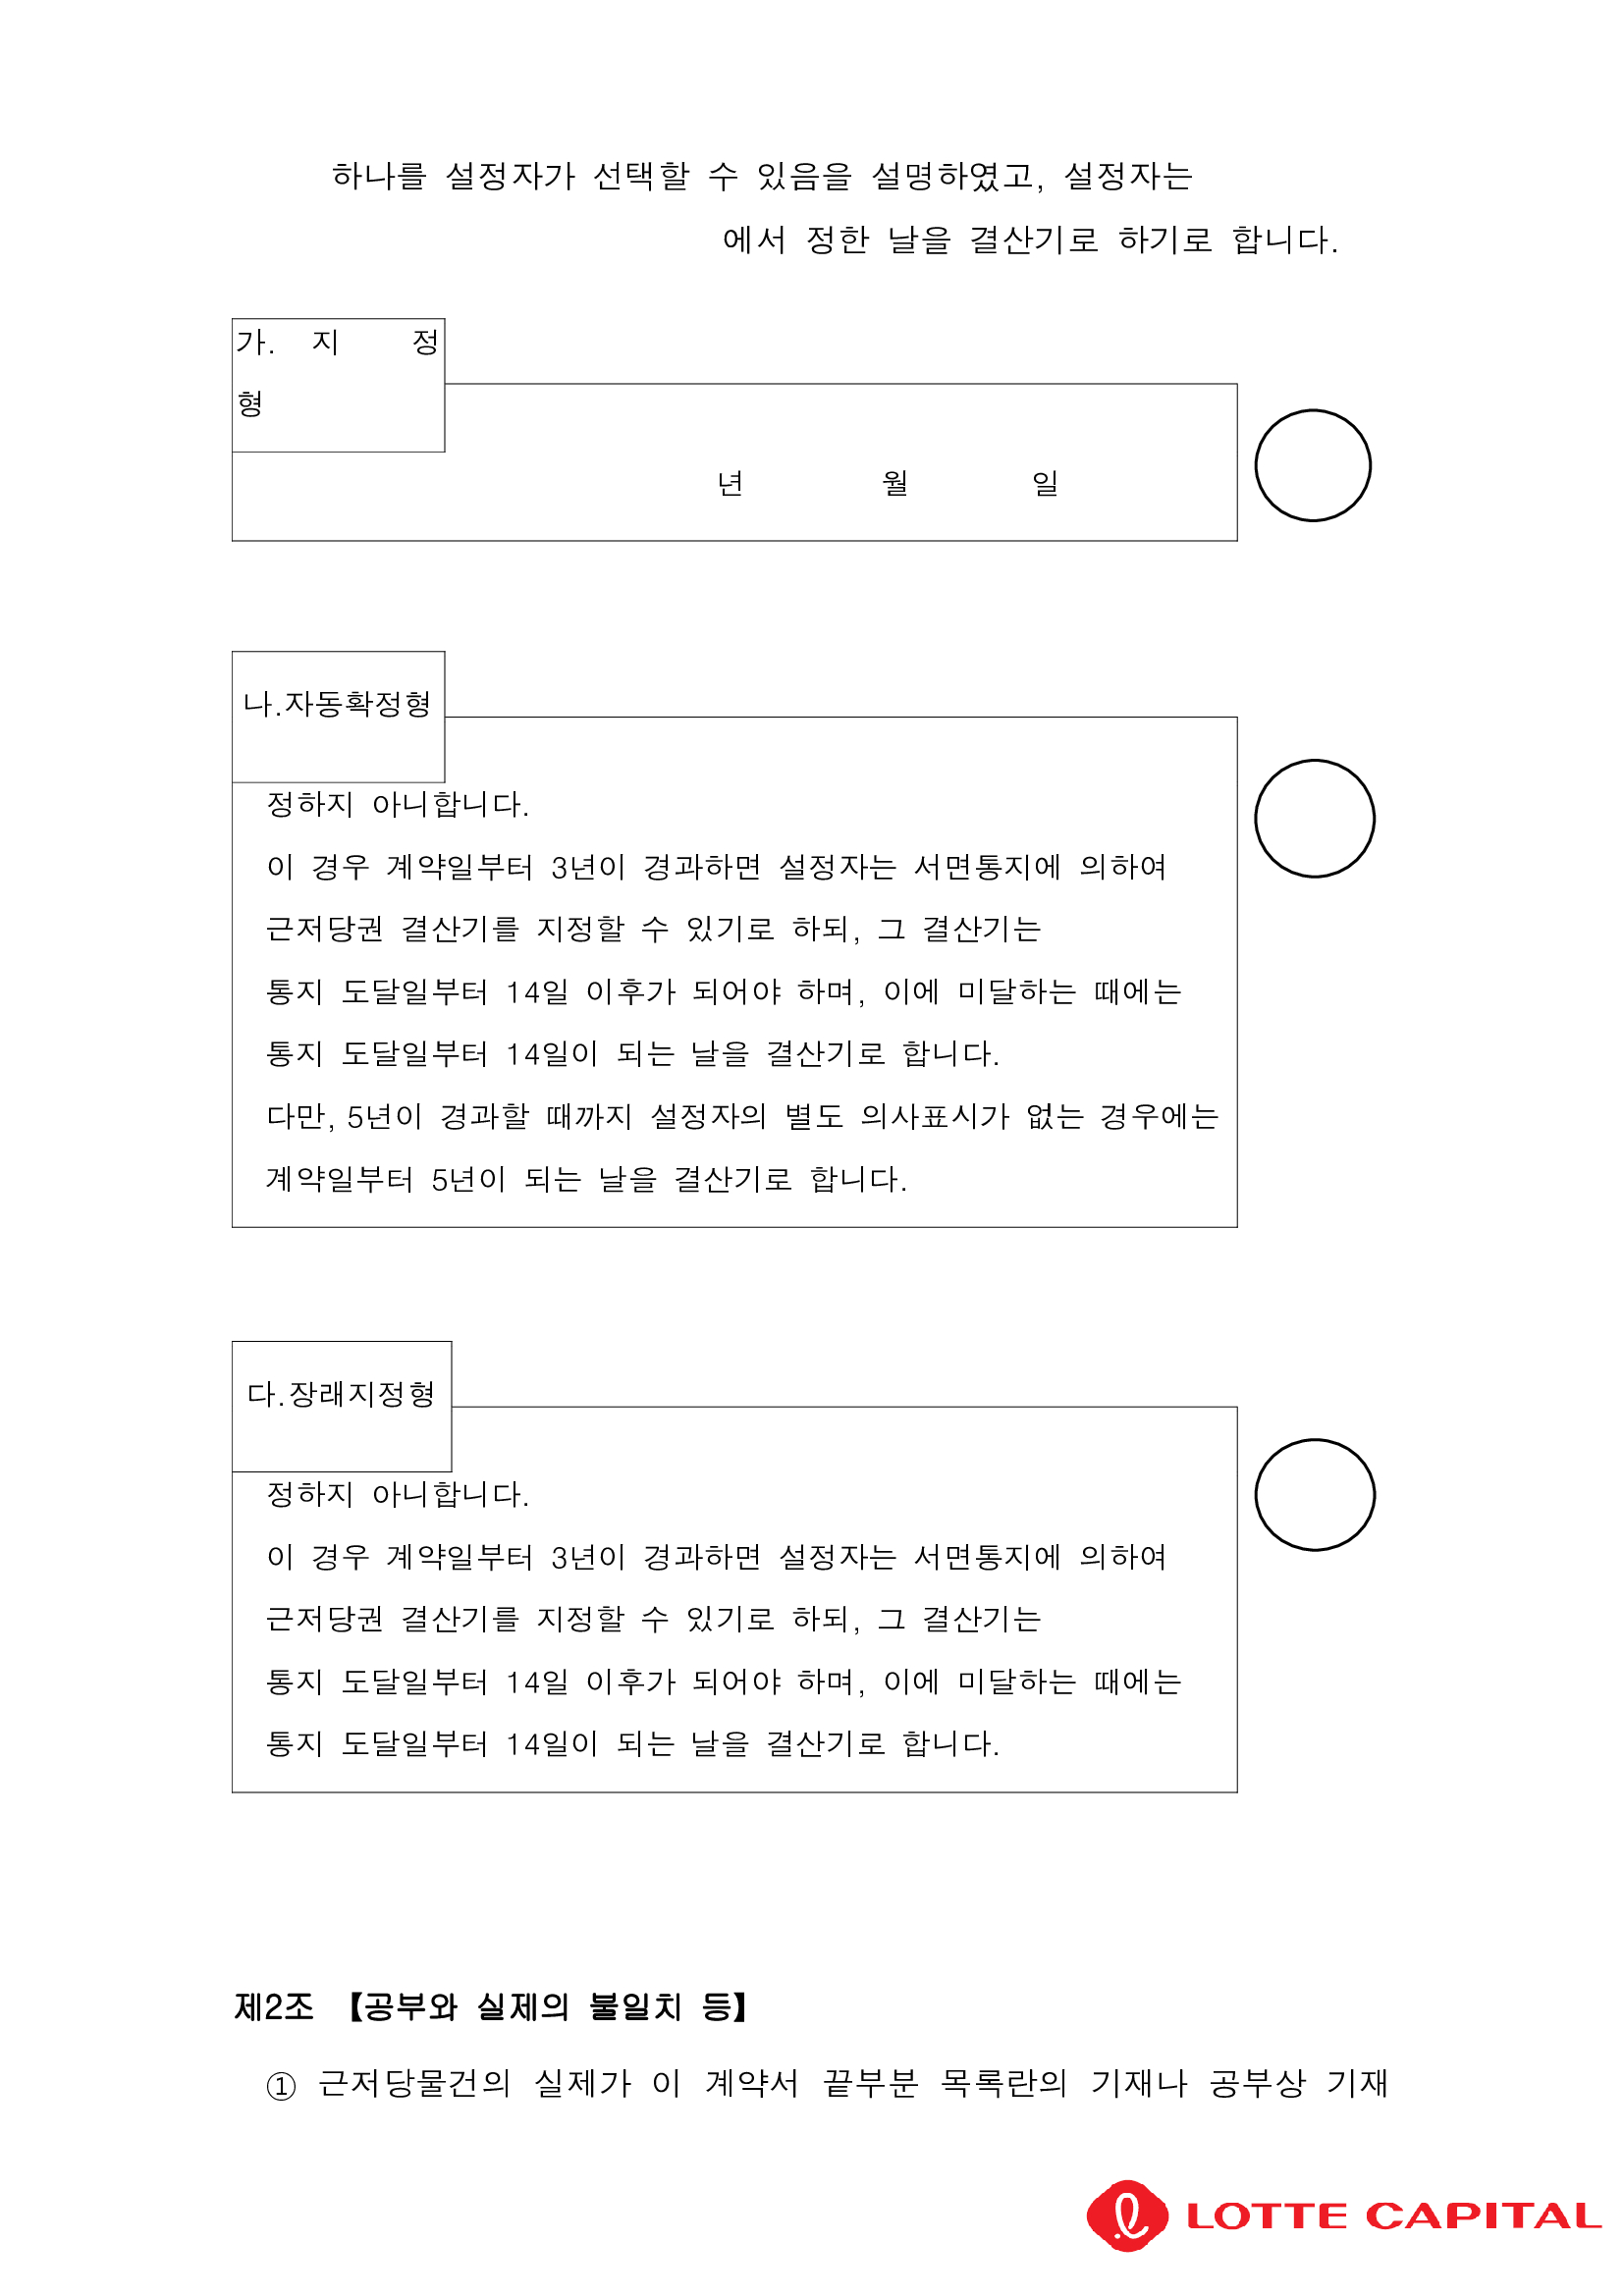 하나를 설정자가 선택할 수 있음을 설명하였고, 설정자는
에서 정한 날을 결산기로 하기로 합니다.
가. 지 정
형
년 월 일
나.자동확정형
정하지 아니합니다.
이 경우 계약일부터 3년이 경과하면 설정자는 서면통지에 의하여
근저당권 결산기를 지정할 수 있기로 하되, 그 결산기는
통지 도달일부터 14일 이후가 되어야 하며, 이에 미달하는 때에는
통지 도달일부터 14일이 되는 날을 결산기로 합니다.
다만, 5년이 경과할 때까지 설정자의 별도 의사표시가 없는 경우에는
계약일부터 5년이 되는 날을 결산기로 합니다.
다.장래지정형
정하지 아니합니다.
이 경우 계약일부터 3년이 경과하면 설정자는 서면통지에 의하여
근저당권 결산기를 지정할 수 있기로 하되, 그 결산기는
통지 도달일부터 14일 이후가 되어야 하며, 이에 미달하는 때에는
통지 도달일부터 14일이 되는 날을 결산기로 합니다.
제2조 【공부와 실제의 불일치 등】
① 근저당물건의 실제가 이 계약서 끝부분 목록란의 기재나 공부상 기재
LOTTE CAPITAL